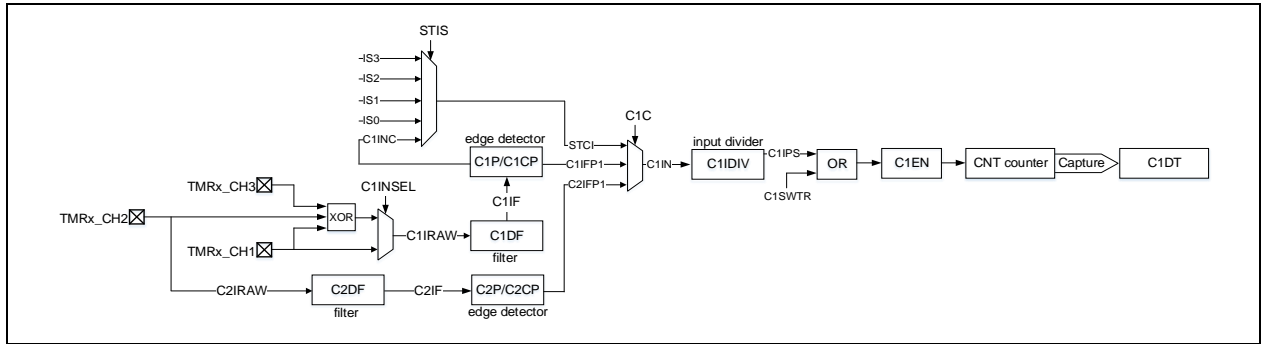 STIS
IS3
IS2
IS1
IS0
C1INC
edge detector
C1P/C1CP
STCI
C1IFP1
C2IFP1
C1C
C1IN
input divider
C1IDIV
C1IPS
C1SWTR
OR
C1EN
CNT counter
Capture
C1DT
TMRx_CH3
TMRx_CH2
TMRx_CH1
XOR
C1INSEL
C1IRAW
C1IF
C1DF
filter
C2IRAW
C2DF
filter
C2IF
C2P/C2CP
edge detector